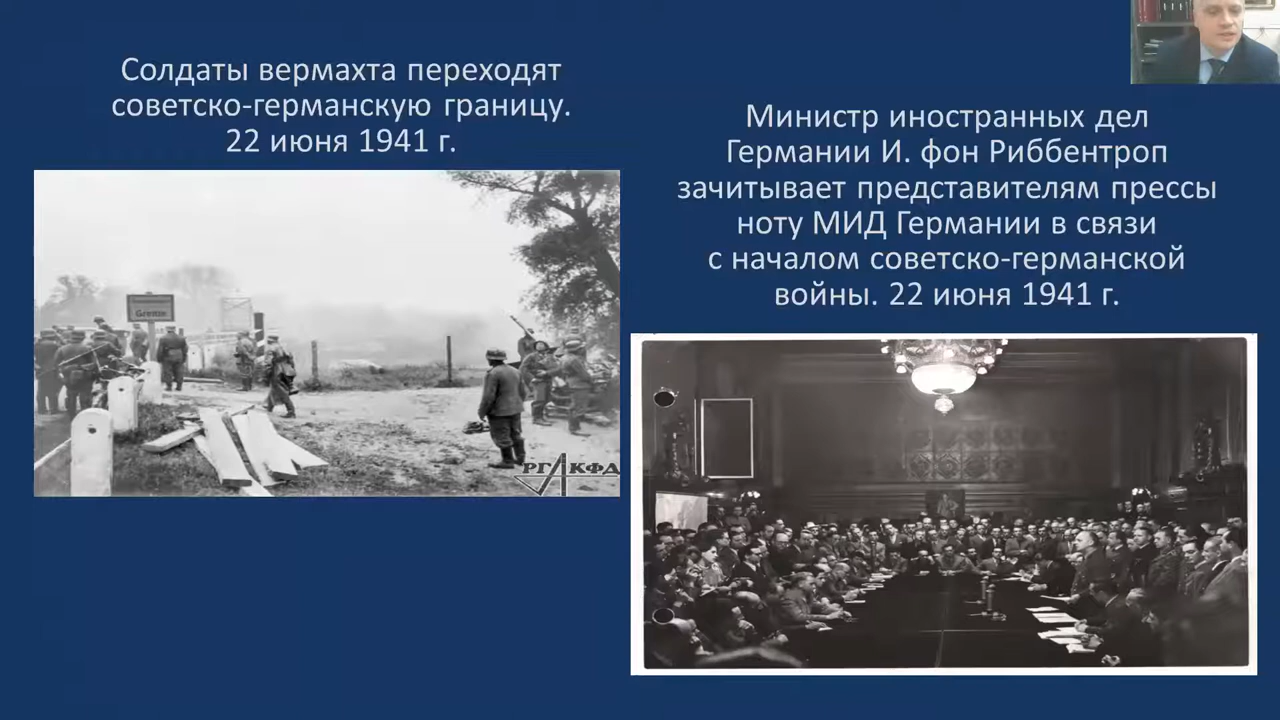 Солдаты вермахта переходят
советско-германскую границу.
22 июня 1941 г.
Министр иностранных дел
Германии И. фон Риббентроп
зачитывает представителям прессы
ноту МИД Германии в связи
с началом советско-германской
войны. 22 июня 1941 г.
Grenze
РГАКФД